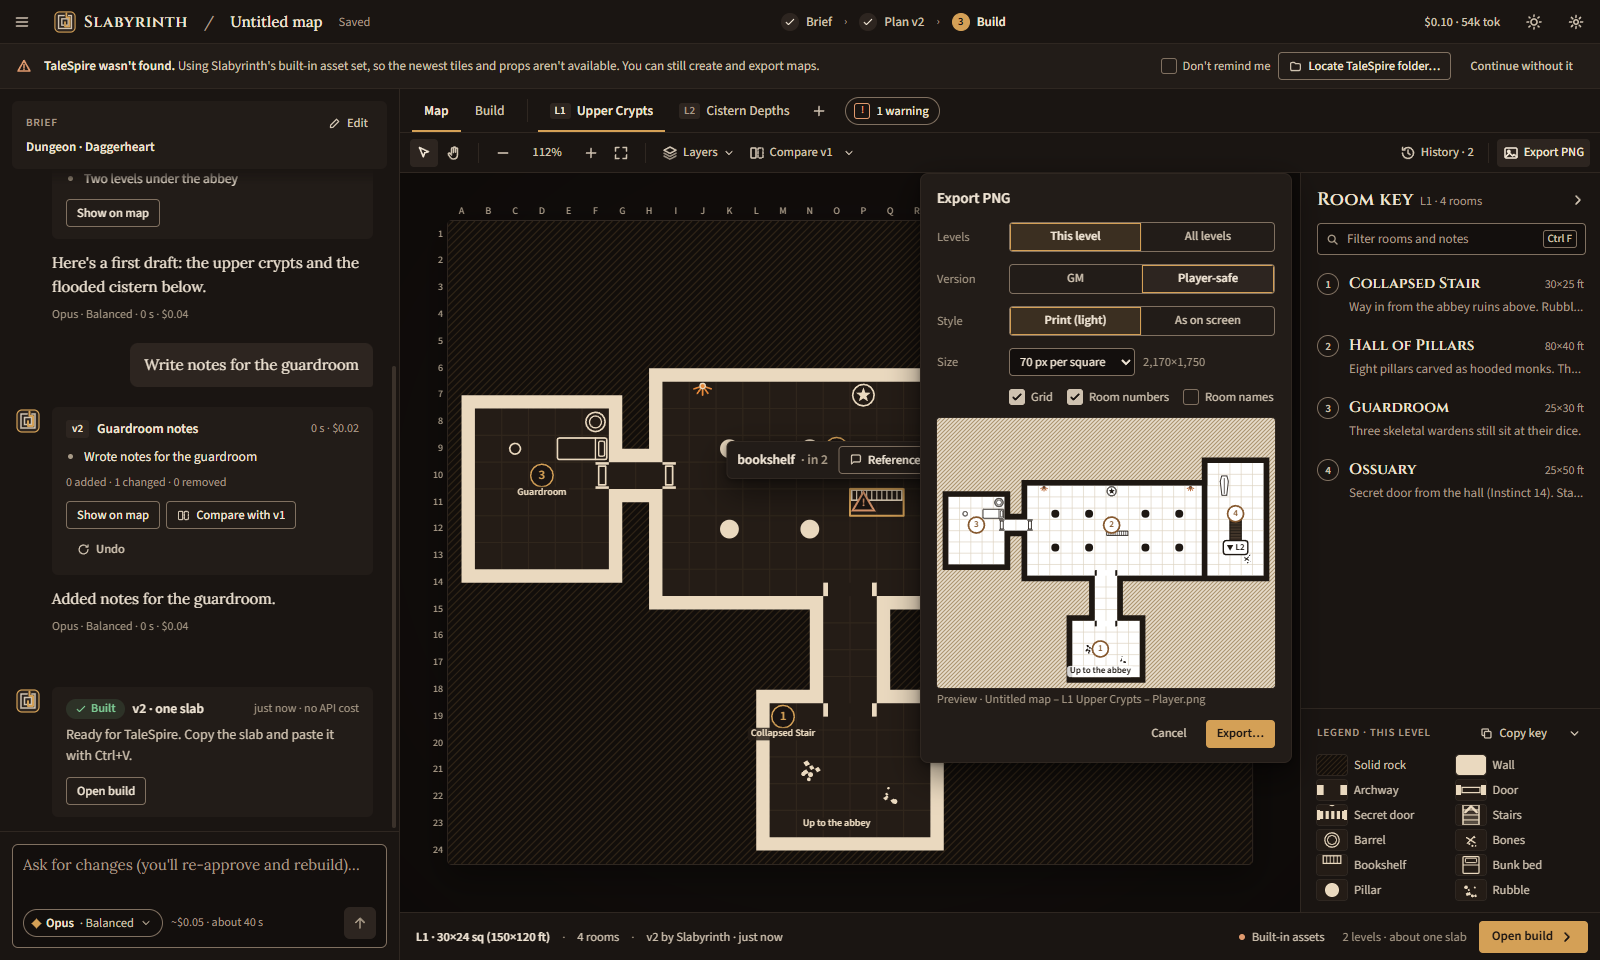 SLABYRINTH / Untitled map Saved
Brief › Plan v2 › 3 Build
$0.10 · 54k tok
TaleSpire wasn't found. Using Slabyrinth's built-in asset set, so the newest tiles and props aren't available. You can still create and export maps.
Don't remind me
Locate TaleSpire folder...
Continue without it
BRIEF
Edit
Dungeon · Daggerheart
• Two levels under the abbey
Show on map
Here's a first draft: the upper crypts and the
flooded cistern below.
Opus · Balanced · 0 s · $0.04
Write notes for the guardroom
v2 Guardroom notes 0 s · $0.02
• Wrote notes for the guardroom
0 added · 1 changed · 0 removed
Show on map
Compare with v1
Undo
Added notes for the guardroom.
Opus · Balanced · 0 s · $0.04
Built v2 · one slab just now · no API cost
Ready for TaleSpire. Copy the slab and paste it
with Ctrl+V.
Open build
Ask for changes (you'll re-approve and rebuild)...
Opus · Balanced
~$0.05 · about 40 s
Map
Build
L1 Upper Crypts
L2 Cistern Depths
+
! 1 warning
112%
Layers
Compare v1
History · 2
Export PNG
A B C D E F G H I J K L M N O P Q R
1
2
3
4
5
6
7
8
9
10
11
12
13
14
15
16
17
18
19
20
21
22
23
24
3
Guardroom
bookshelf · in 2
Reference
1
Collapsed Stair
Up to the abbey
Export PNG
Levels
This level
All levels
Version
GM
Player-safe
Style
Print (light)
As on screen
Size
70 px per square
2,170×1,750
Grid
Room numbers
Room names
3
2
4
▼ L2
1
Up to the abbey
Preview · Untitled map – L1 Upper Crypts – Player.png
Cancel
Export...
ROOM KEY L1 · 4 rooms
Filter rooms and notes
Ctrl F
1 COLLAPSED STAIR 30×25 ft
Way in from the abbey ruins above. Rubbl...
2 HALL OF PILLARS 80×40 ft
Eight pillars carved as hooded monks. Th...
3 GUARDROOM 25×30 ft
Three skeletal wardens still sit at their dice.
4 OSSUARY 25×50 ft
Secret door from the hall (Instinct 14). Sta...
LEGEND · THIS LEVEL
Copy key
Solid rock
Wall
Archway
Door
Secret door
Stairs
Barrel
Bones
Bookshelf
Bunk bed
Pillar
Rubble
L1 · 30×24 sq (150×120 ft) · 4 rooms · v2 by Slabyrinth · just now
Built-in assets
2 levels · about one slab
Open build